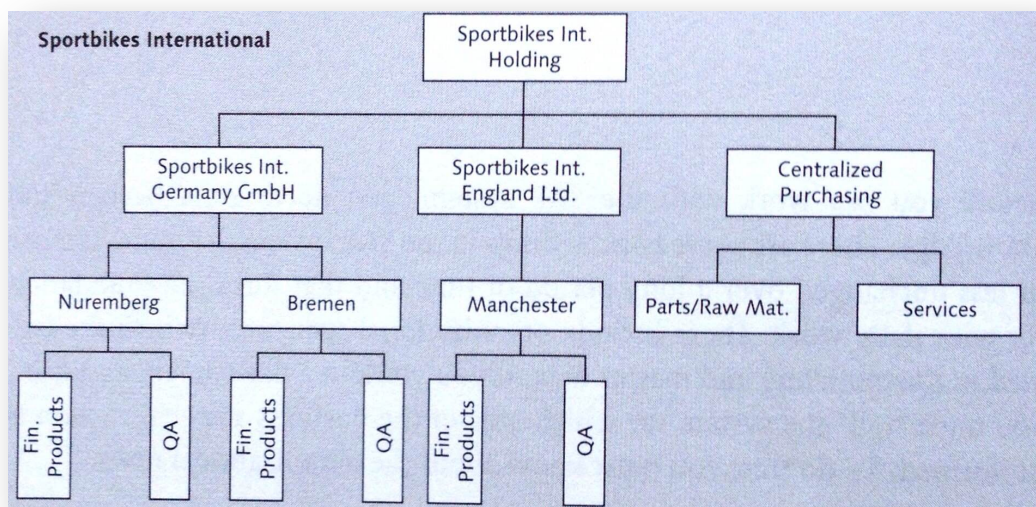 Sportbikes International
Sportbikes Int.
Holding
Sportbikes Int.
Germany GmbH
Sportbikes Int.
England Ltd.
Centralized
Purchasing
Nuremberg
Bremen
Manchester
Parts/Raw Mat.
Services
Fin.
Products
QA
Fin.
Products
QA
Fin.
Products
QA